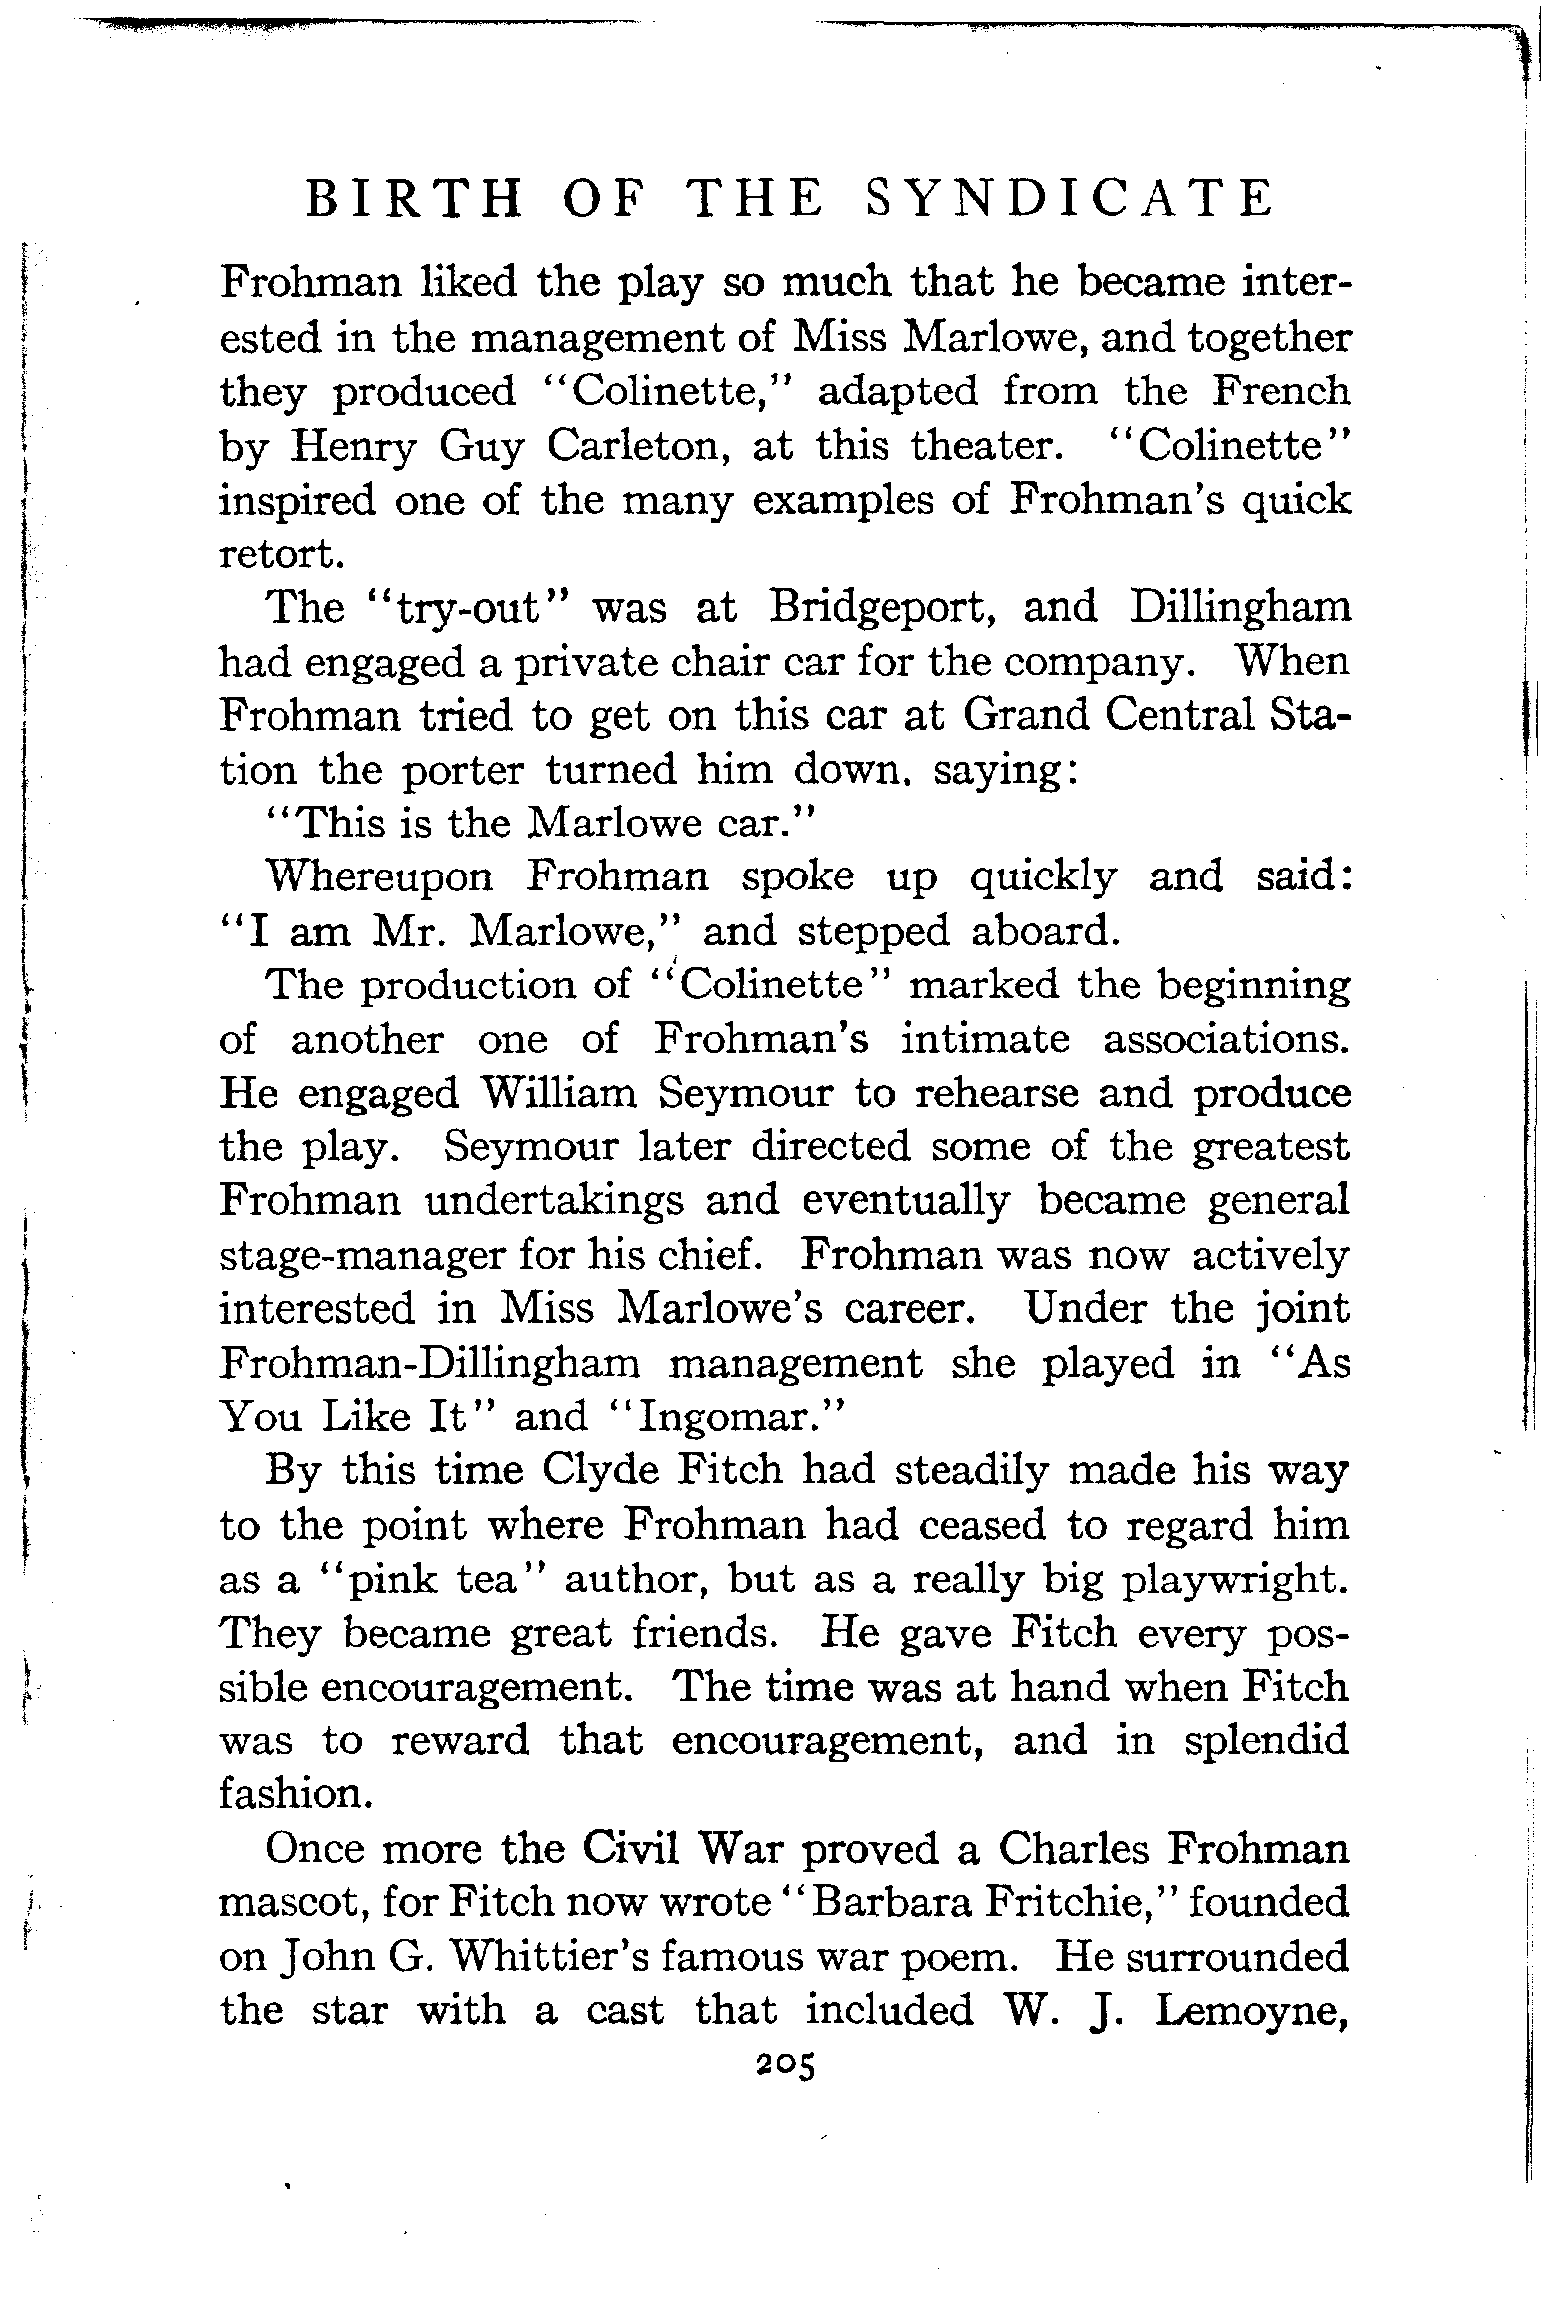 BIRTH OF THE SYNDICATE
Frohman liked the play so much that he became inter-
ested in the management of Miss Marlowe, and together
they produced "Colinette," adapted from the French
by Henry Guy Carleton, at this theater. "Colinette"
inspired one of the many examples of Frohman's quick
retort.
The "try-out" was at Bridgeport, and Dillingham
had engaged a private chair car for the company. When
Frohman tried to get on this car at Grand Central Sta-
tion the porter turned him down. saying:
"This is the Marlowe car."
Whereupon Frohman spoke up quickly and said:
"I am Mr. Marlowe," and stepped aboard.
The production of "Colinette" marked the beginning
of another one of Frohman's intimate associations.
He engaged William Seymour to rehearse and produce
the play. Seymour later directed some of the greatest
Frohman undertakings and eventually became general
stage-manager for his chief. Frohman was now actively
interested in Miss Marlowe's career. Under the joint
Frohman-Dillingham management she played in "As
You Like It" and "Ingomar."
By this time Clyde Fitch had steadily made his way
to the point where Frohman had ceased to regard him
as a "pink tea" author, but as a really big playwright.
They became great friends. He gave Fitch every pos-
sible encouragement. The time was at hand when Fitch
was to reward that encouragement, and in splendid
fashion.
Once more the Civil War proved a Charles Frohman
mascot, for Fitch now wrote "Barbara Fritchie," founded
on John G. Whittier's famous war poem. He surrounded
the star with a cast that included W. J. Lemoyne,
205